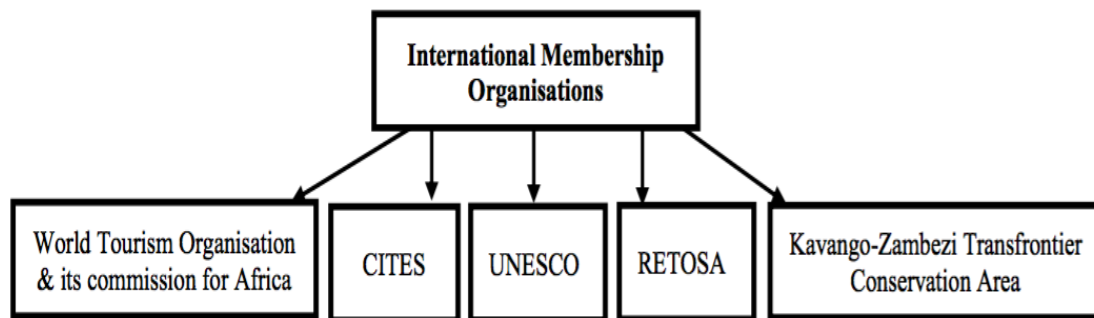 International Membership
Organisations
World Tourism Organisation
& its commission for Africa
CITES
UNESCO
RETOSA
Kavango-Zambezi Transfrontier
Conservation Area